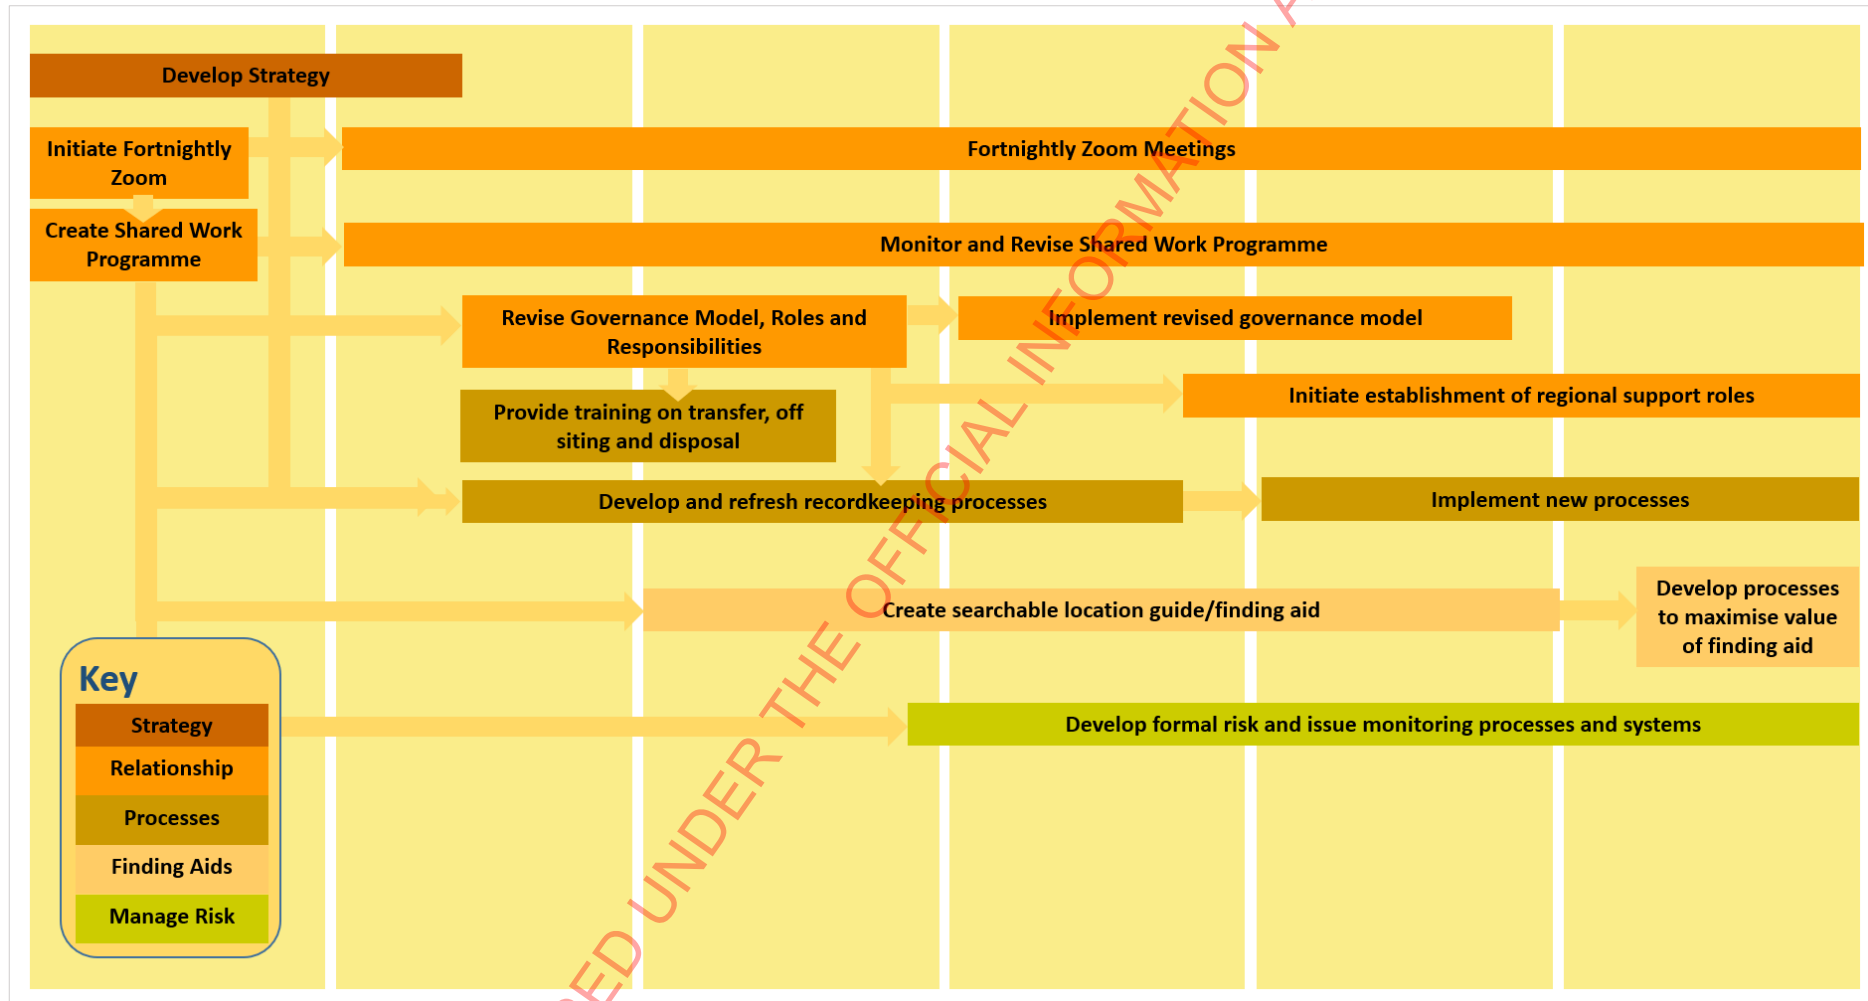 Develop Strategy
Initiate Fortnightly
Zoom
Fortnightly Zoom Meetings
Create Shared Work
Programme
Monitor and Revise Shared Work Programme
Revise Governance Model, Roles and
Responsibilities
Implement revised governance model
Initiate establishment of regional support roles
Provide training on transfer, off
siting and disposal
Develop and refresh recordkeeping processes
Implement new processes
Create searchable location guide/finding aid
Develop processes
to maximise value
of finding aid
Develop formal risk and issue monitoring processes and systems
Key
Strategy
Relationship
Processes
Finding Aids
Manage Risk
UNDER THE OFFICIAL INFORMATION